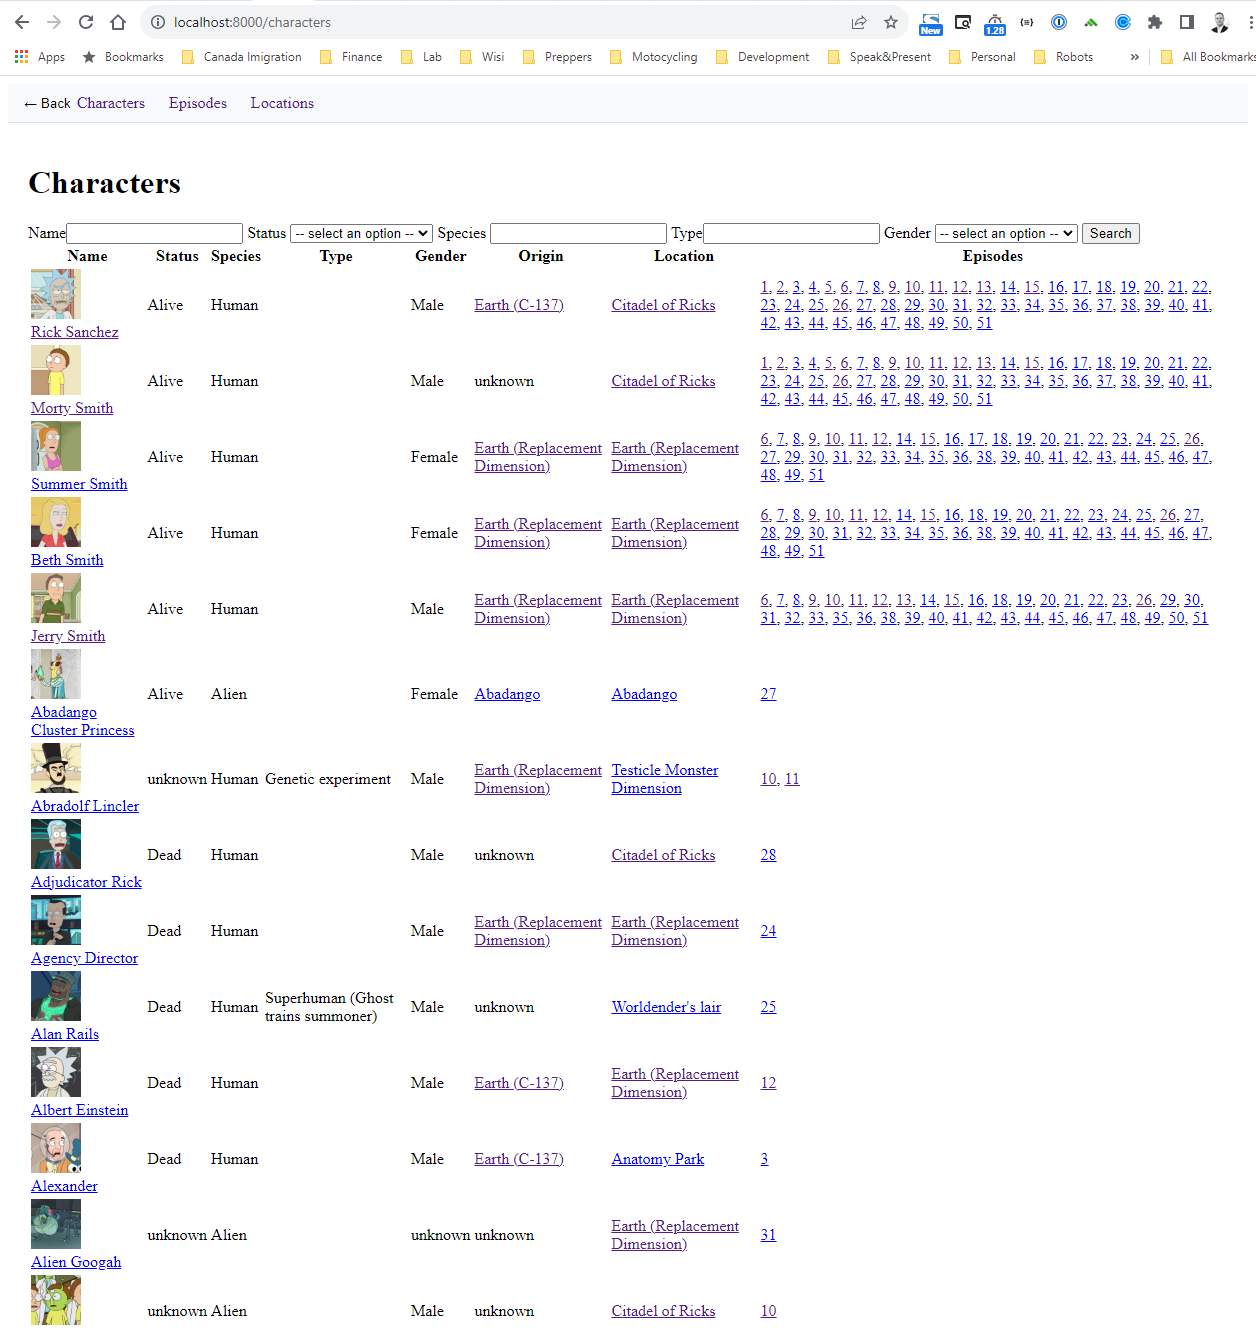 localhost:8000/characters
New
1.28
Apps Bookmarks Canada Imigration Finance Lab Wisi Preppers Motocycling Development Speak&Present Personal Robots » All Bookmarks
← Back Characters Episodes Locations
Characters
Name Status -- select an option -- Species Type Gender -- select an option -- Search
Name Status Species Type Gender Origin Location Episodes
1, 2, 3, 4, 5, 6, 7, 8, 9, 10, 11, 12, 13, 14, 15, 16, 17, 18, 19, 20, 21, 22,
Alive Human Male Earth (C-137) Citadel of Ricks 23, 24, 25, 26, 27, 28, 29, 30, 31, 32, 33, 34, 35, 36, 37, 38, 39, 40, 41,
42, 43, 44, 45, 46, 47, 48, 49, 50, 51
Rick Sanchez
1, 2, 3, 4, 5, 6, 7, 8, 9, 10, 11, 12, 13, 14, 15, 16, 17, 18, 19, 20, 21, 22,
Alive Human Male unknown Citadel of Ricks 23, 24, 25, 26, 27, 28, 29, 30, 31, 32, 33, 34, 35, 36, 37, 38, 39, 40, 41,
42, 43, 44, 45, 46, 47, 48, 49, 50, 51
Morty Smith
6, 7, 8, 9, 10, 11, 12, 14, 15, 16, 17, 18, 19, 20, 21, 22, 23, 24, 25, 26,
Alive Human Female Earth (Replacement Earth (Replacement 27, 29, 30, 31, 32, 33, 34, 35, 36, 38, 39, 40, 41, 42, 43, 44, 45, 46, 47,
Dimension) Dimension) 48, 49, 51
Summer Smith
6, 7, 8, 9, 10, 11, 12, 14, 15, 16, 18, 19, 20, 21, 22, 23, 24, 25, 26, 27,
Alive Human Female Earth (Replacement Earth (Replacement 28, 29, 30, 31, 32, 33, 34, 35, 36, 38, 39, 40, 41, 42, 43, 44, 45, 46, 47,
Dimension) Dimension) 48, 49, 51
Beth Smith
Alive Human Male Earth (Replacement Earth (Replacement 6, 7, 8, 9, 10, 11, 12, 13, 14, 15, 16, 18, 19, 20, 21, 22, 23, 26, 29, 30,
Dimension) Dimension) 31, 32, 33, 35, 36, 38, 39, 40, 41, 42, 43, 44, 45, 46, 47, 48, 49, 50, 51
Jerry Smith
Alive Alien Female Abadango Abadango 27
Abadango
Cluster Princess
unknown Human Genetic experiment Male Earth (Replacement Testicle Monster 10, 11
Dimension) Dimension
Abradolf Lincler
Dead Human Male unknown Citadel of Ricks 28
Adjudicator Rick
Dead Human Male Earth (Replacement Earth (Replacement 24
Dimension) Dimension)
Agency Director
Dead Human Superhuman (Ghost Male unknown Worldender's lair 25
trains summoner)
Alan Rails
Dead Human Male Earth (C-137) Earth (Replacement 12
Dimension)
Albert Einstein
Dead Human Male Earth (C-137) Anatomy Park 3
Alexander
unknown Alien unknown unknown Earth (Replacement 31
Dimension)
Alien Googah
unknown Alien Male unknown Citadel of Ricks 10